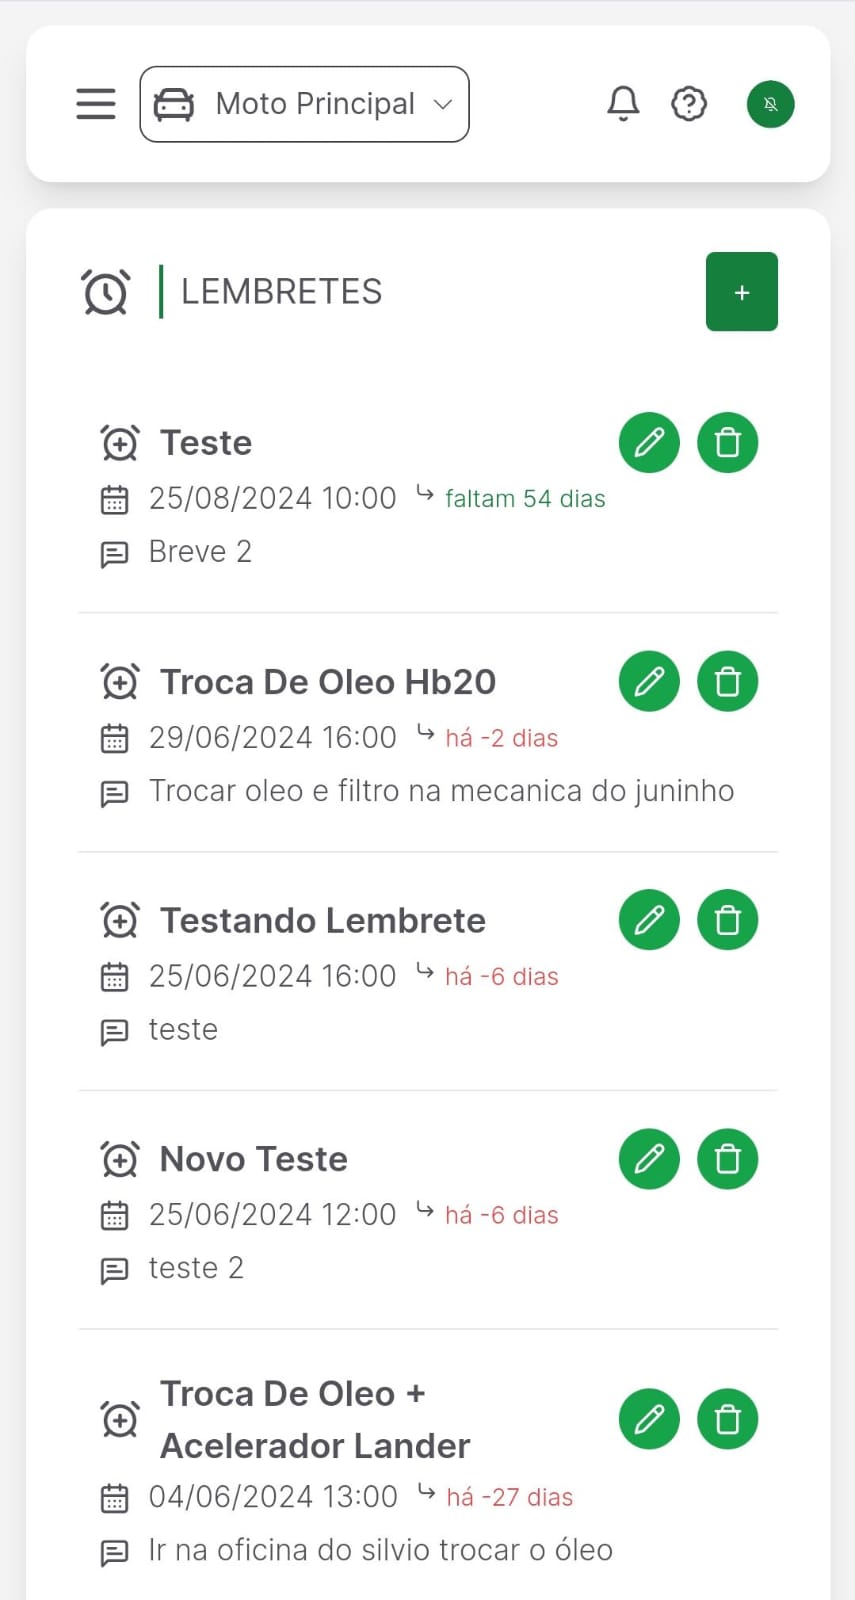 Moto Principal
LEMBRETES
+
Teste
25/08/2024 10:00 ↳ faltam 54 dias
Breve 2
Troca De Oleo Hb20
29/06/2024 16:00 ↳ há -2 dias
Trocar oleo e filtro na mecanica do juninho
Testando Lembrete
25/06/2024 16:00 ↳ há -6 dias
teste
Novo Teste
25/06/2024 12:00 ↳ há -6 dias
teste 2
Troca De Oleo +
Acelerador Lander
04/06/2024 13:00 ↳ há -27 dias
Ir na oficina do silvio trocar o óleo